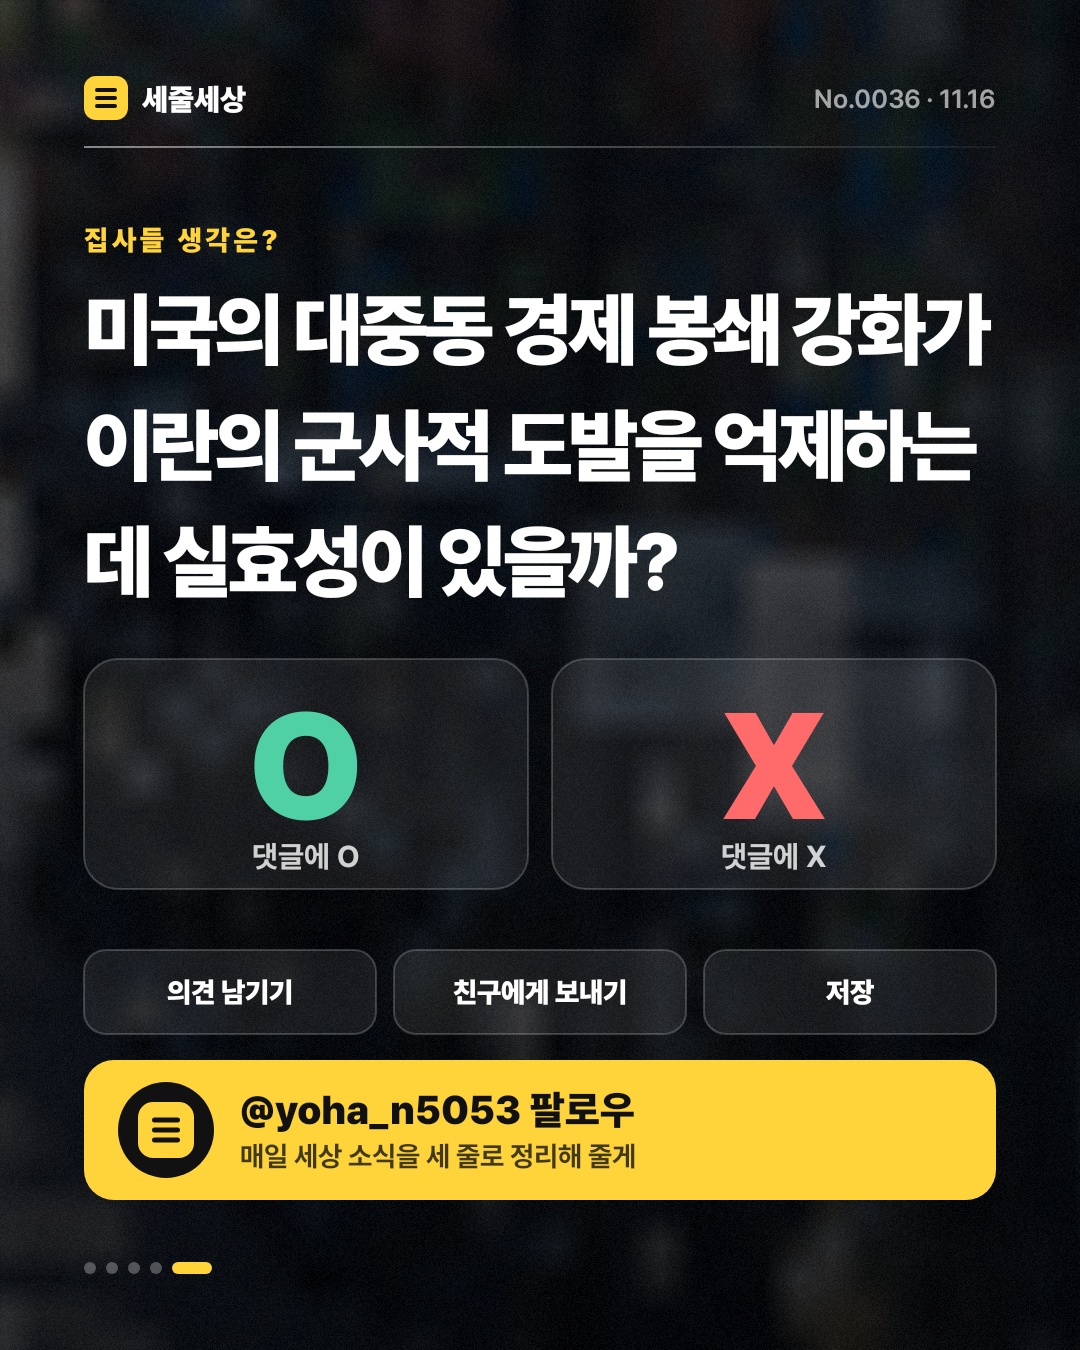 세줄세상
No.0036 · 11.16
집사들 생각은?
미국의 대중동 경제 봉쇄 강화가
이란의 군사적 도발을 억제하는
데 실효성이 있을까?
O
댓글에 O
X
댓글에 X
의견 남기기
친구에게 보내기
저장
@yoha_n5053 팔로우
매일 세상 소식을 세 줄로 정리해 줄게